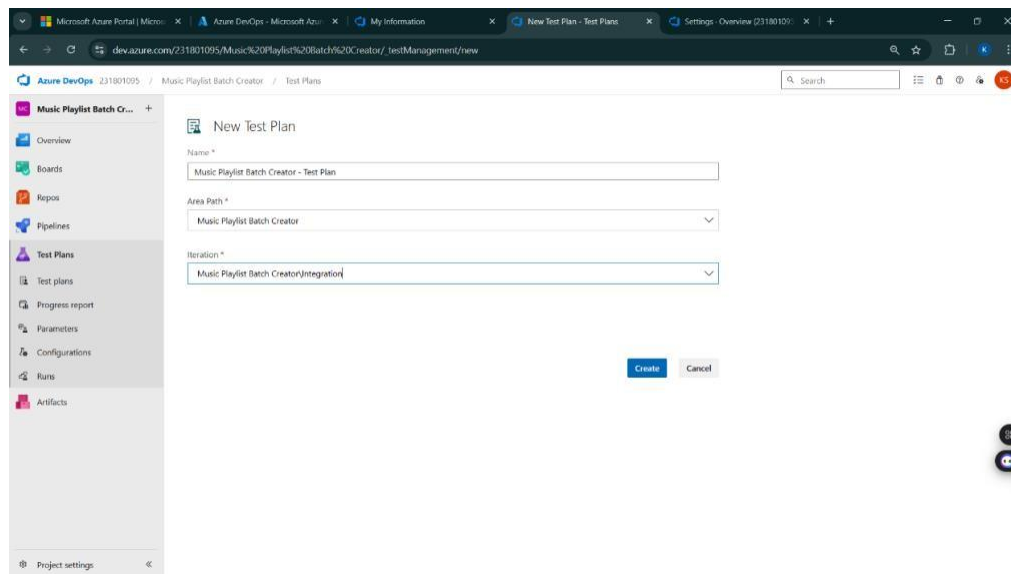 Microsoft Azure Portal | Micros
Azure DevOps - Microsoft Azur
My Information
New Test Plan - Test Plans
Settings - Overview (23180109
dev.azure.com/231801095/Music%20Playlist%20Batch%20Creator/_testManagement/new
K
Azure DevOps 231801095 / Music Playlist Batch Creator / Test Plans
Search
KS
MC Music Playlist Batch Cr... +
Overview
Boards
Repos
Pipelines
Test Plans
Test plans
Progress report
Parameters
Configurations
Runs
Artifacts
New Test Plan
Name *
Music Playlist Batch Creator - Test Plan
Area Path *
Music Playlist Batch Creator
Iteration *
Music Playlist Batch Creator\Integration
Create
Cancel
Project settings